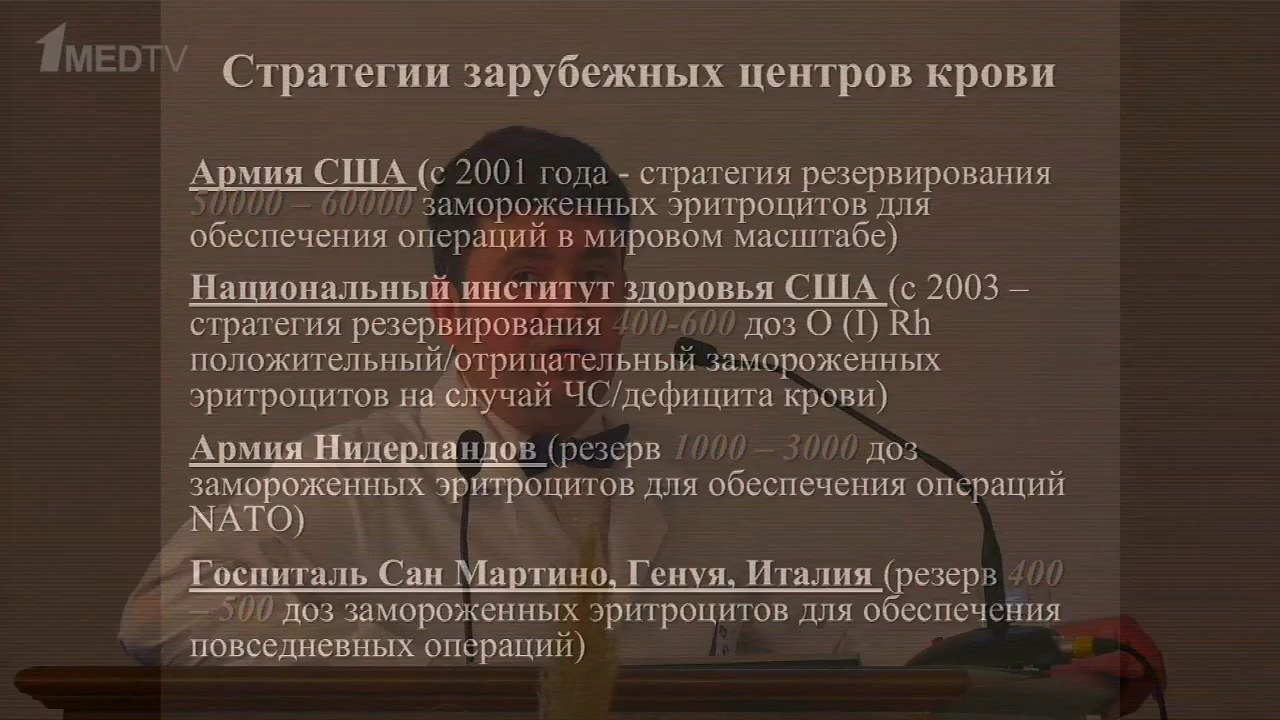 1MEDTV
Стратегии зарубежных центров крови
Армия США (с 2001 года - стратегия резервирования
50000 – 60000 замороженных эритроцитов для
обеспечения операций в мировом масштабе)
Национальный институт здоровья США (с 2003 –
стратегия резервирования 400-600 доз O (I) Rh
положительный/отрицательный замороженных
эритроцитов на случай ЧС/дефицита крови)
Армия Нидерландов (резерв 1000 – 3000 доз
замороженных эритроцитов для обеспечения операций
NATO)
Госпиталь Сан Мартино, Генуя, Италия (резерв 400
– 500 доз замороженных эритроцитов для обеспечения
повседневных операций)